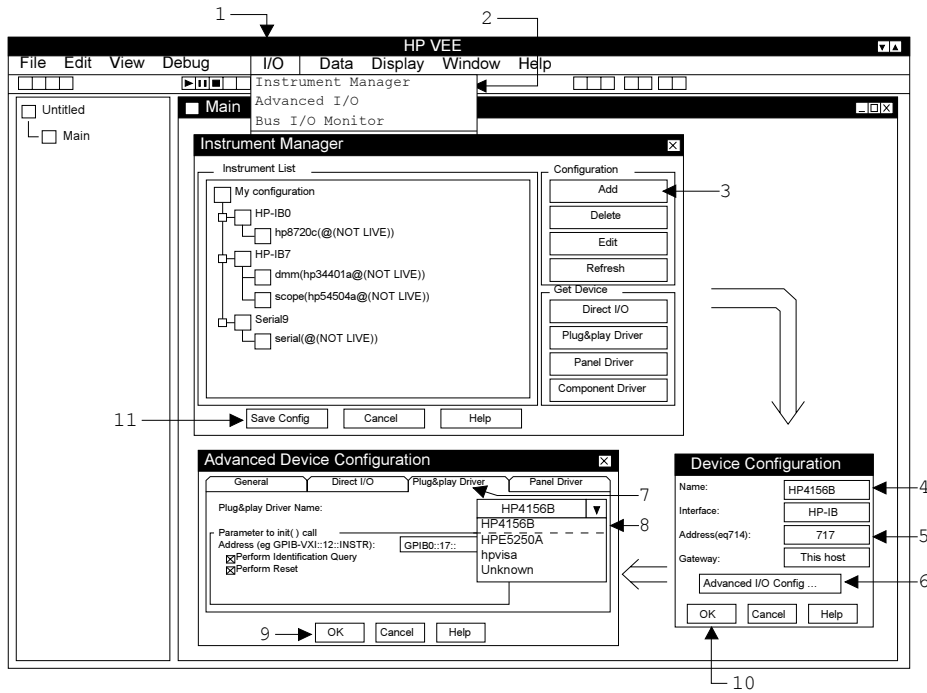 1
2
HP VEE
File Edit View Debug I/O Data Display Window Help
Instrument Manager
Advanced I/O
Bus I/O Monitor
Untitled
Main
Main
Instrument Manager
Instrument List
My configuration
HP-IB0
hp8720c(@(NOT LIVE))
HP-IB7
dmm(hp34401a@(NOT LIVE))
scope(hp54504a@(NOT LIVE))
Serial9
serial(@(NOT LIVE))
Configuration
Add
3
Delete
Edit
Refresh
Get Device
Direct I/O
Plug&play Driver
Panel Driver
Component Driver
11
Save Config Cancel Help
Advanced Device Configuration
General Direct I/O Plug&play Driver Panel Driver
7
Plug&play Driver Name:
HP4156B
8
HP4156B
HPE5250A
hpvisa
Unknown
Parameter to init( ) call
Address (eg GPIB-VXI::12::INSTR): GPIB0::17::
Perform Identification Query
Perform Reset
9
OK Cancel Help
Device Configuration
Name: HP4156B
4
Interface: HP-IB
Address(eq714): 717
5
Gateway: This host
Advanced I/O Config ...
6
OK Cancel Help
10